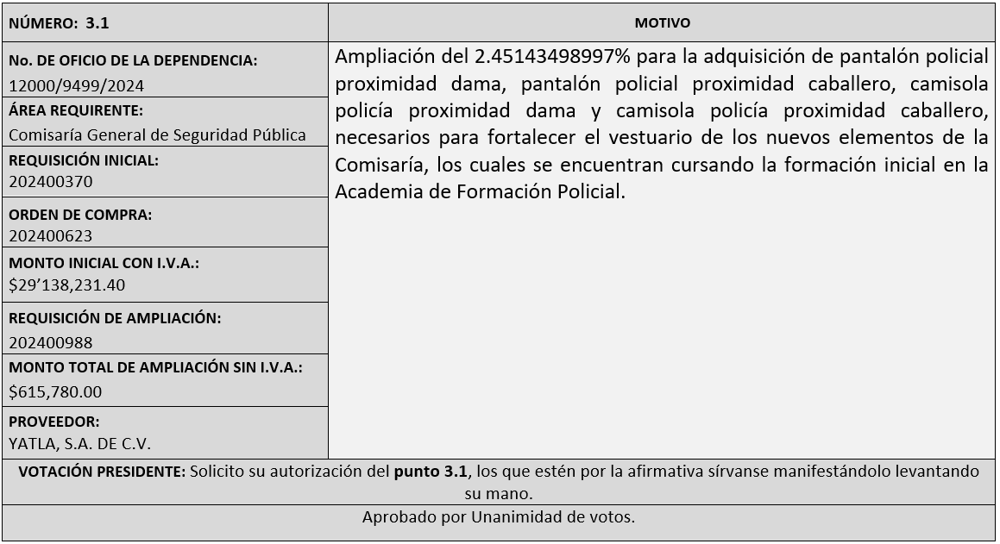 NÚMERO: 3.1
MOTIVO
No. DE OFICIO DE LA DEPENDENCIA:
12000/9499/2024
ÁREA REQUIRENTE:
Comisaría General de Seguridad Pública
REQUISICIÓN INICIAL:
202400370
ORDEN DE COMPRA:
202400623
MONTO INICIAL CON I.V.A.:
$29’138,231.40
REQUISICIÓN DE AMPLIACIÓN:
202400988
MONTO TOTAL DE AMPLIACIÓN SIN I.V.A.:
$615,780.00
PROVEEDOR:
YATLA, S.A. DE C.V.
Ampliación del 2.45143498997% para la adquisición de pantalón policial
proximidad dama, pantalón policial proximidad caballero, camisola
policía proximidad dama y camisola policía proximidad caballero,
necesarios para fortalecer el vestuario de los nuevos elementos de la
Comisaría, los cuales se encuentran cursando la formación inicial en la
Academia de Formación Policial.
VOTACIÓN PRESIDENTE: Solicito su autorización del punto 3.1, los que estén por la afirmativa sírvanse manifestándolo levantando
su mano.
Aprobado por Unanimidad de votos.